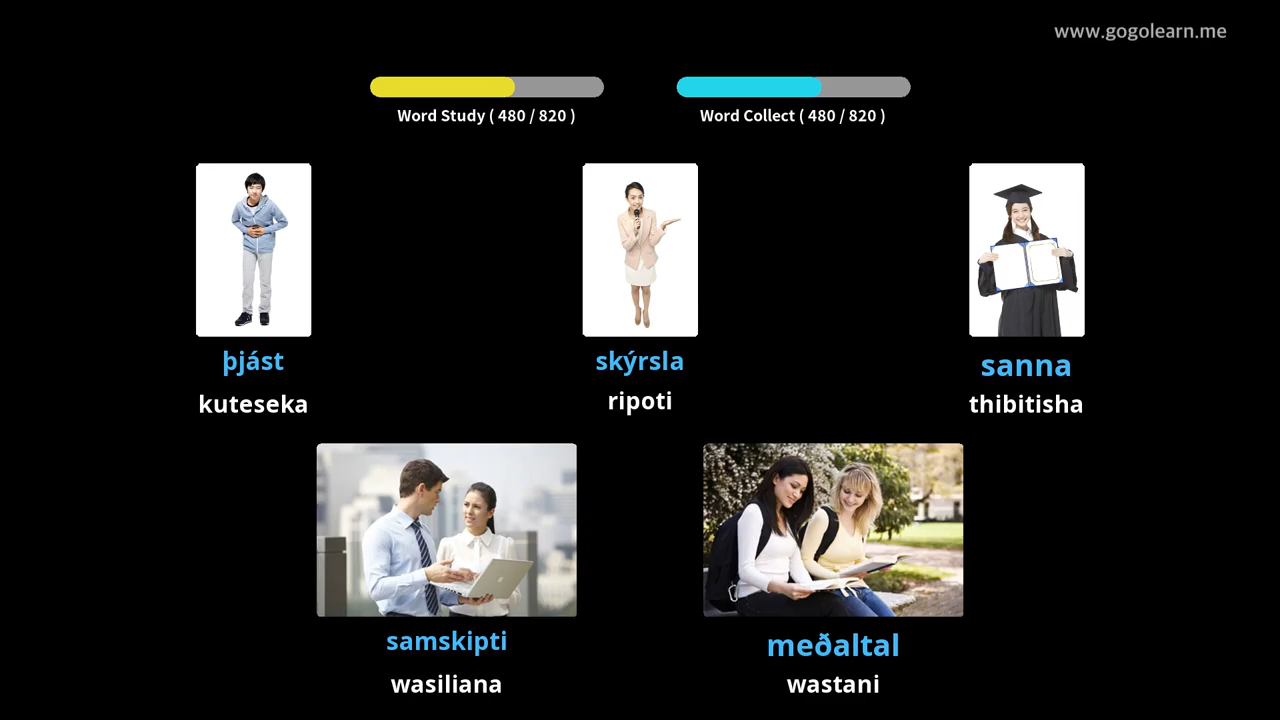 www.gogolearn.me
Word Study ( 480 / 820 )
Word Collect ( 480 / 820 )
þjást
skýrsla
sanna
kuteseka
ripoti
thibitisha
samskipti
meðaltal
wasiliana
wastani